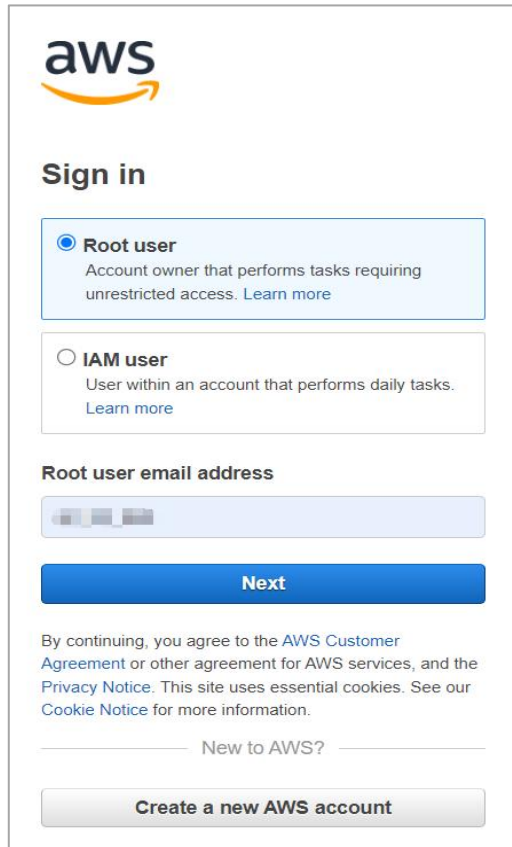 aws
Sign in
Root user
Account owner that performs tasks requiring
unrestricted access. Learn more
IAM user
User within an account that performs daily tasks.
Learn more
Root user email address
Next
By continuing, you agree to the AWS Customer
Agreement or other agreement for AWS services, and the
Privacy Notice. This site uses essential cookies. See our
Cookie Notice for more information.
New to AWS?
Create a new AWS account